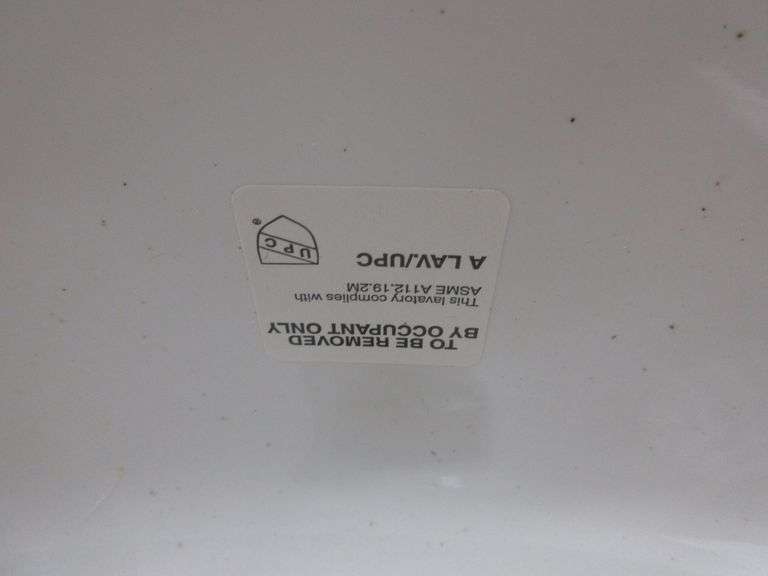 TO BE REMOVED
BY OCCUPANT ONLY
This lavatory complies with
ASME A112.19.2M
A LAV./UPC
UPC ®